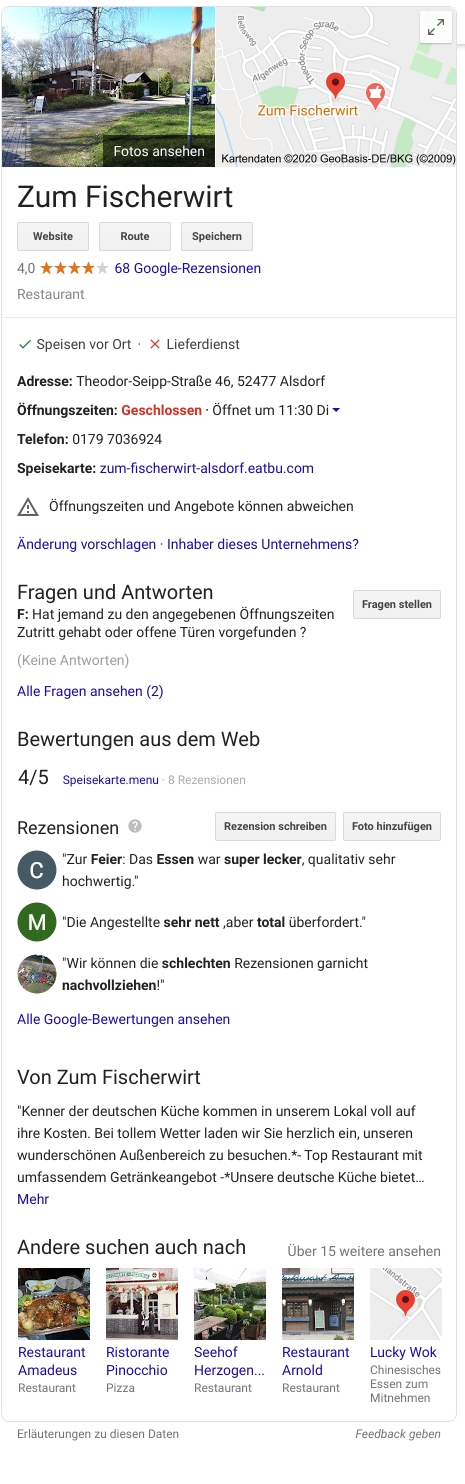 Beinsweg
Theodor-Seipp-Straße
Algenweg
Zum Fischerwirt
Fotos ansehen
Kartendaten ©2020 GeoBasis-DE/BKG (©2009)
Zum Fischerwirt
Website
Route
Speichern
4,0 ★★★★★ 68 Google-Rezensionen
Restaurant
✓ Speisen vor Ort · ✕ Lieferdienst
Adresse: Theodor-Seipp-Straße 46, 52477 Alsdorf
Öffnungszeiten: Geschlossen · Öffnet um 11:30 Di
Telefon: 0179 7036924
Speisekarte: zum-fischerwirt-alsdorf.eatbu.com
Öffnungszeiten und Angebote können abweichen
Änderung vorschlagen · Inhaber dieses Unternehmens?
Fragen und Antworten
Fragen stellen
F: Hat jemand zu den angegebenen Öffnungszeiten
Zutritt gehabt oder offene Türen vorgefunden ?
(Keine Antworten)
Alle Fragen ansehen (2)
Bewertungen aus dem Web
4/5 Speisekarte.menu · 8 Rezensionen
Rezensionen ?
Rezension schreiben
Foto hinzufügen
C
"Zur Feier: Das Essen war super lecker, qualitativ sehr
hochwertig."
M
"Die Angestellte sehr nett ,aber total überfordert."
"Wir können die schlechten Rezensionen garnicht
nachvollziehen!"
Alle Google-Bewertungen ansehen
Von Zum Fischerwirt
"Kenner der deutschen Küche kommen in unserem Lokal voll auf
ihre Kosten. Bei tollem Wetter laden wir Sie herzlich ein, unseren
wunderschönen Außenbereich zu besuchen.*- Top Restaurant mit
umfassendem Getränkeangebot -*Unsere deutsche Küche bietet...
Mehr
Andere suchen auch nach
Über 15 weitere ansehen
Restaurant
Amadeus
Restaurant
Ristorante
Pinocchio
Pizza
Seehof
Herzogen...
Restaurant
Restaurant
Arnold
Restaurant
Lucky Wok
Chinesisches
Essen zum
Mitnehmen
Erläuterungen zu diesen Daten
Feedback geben